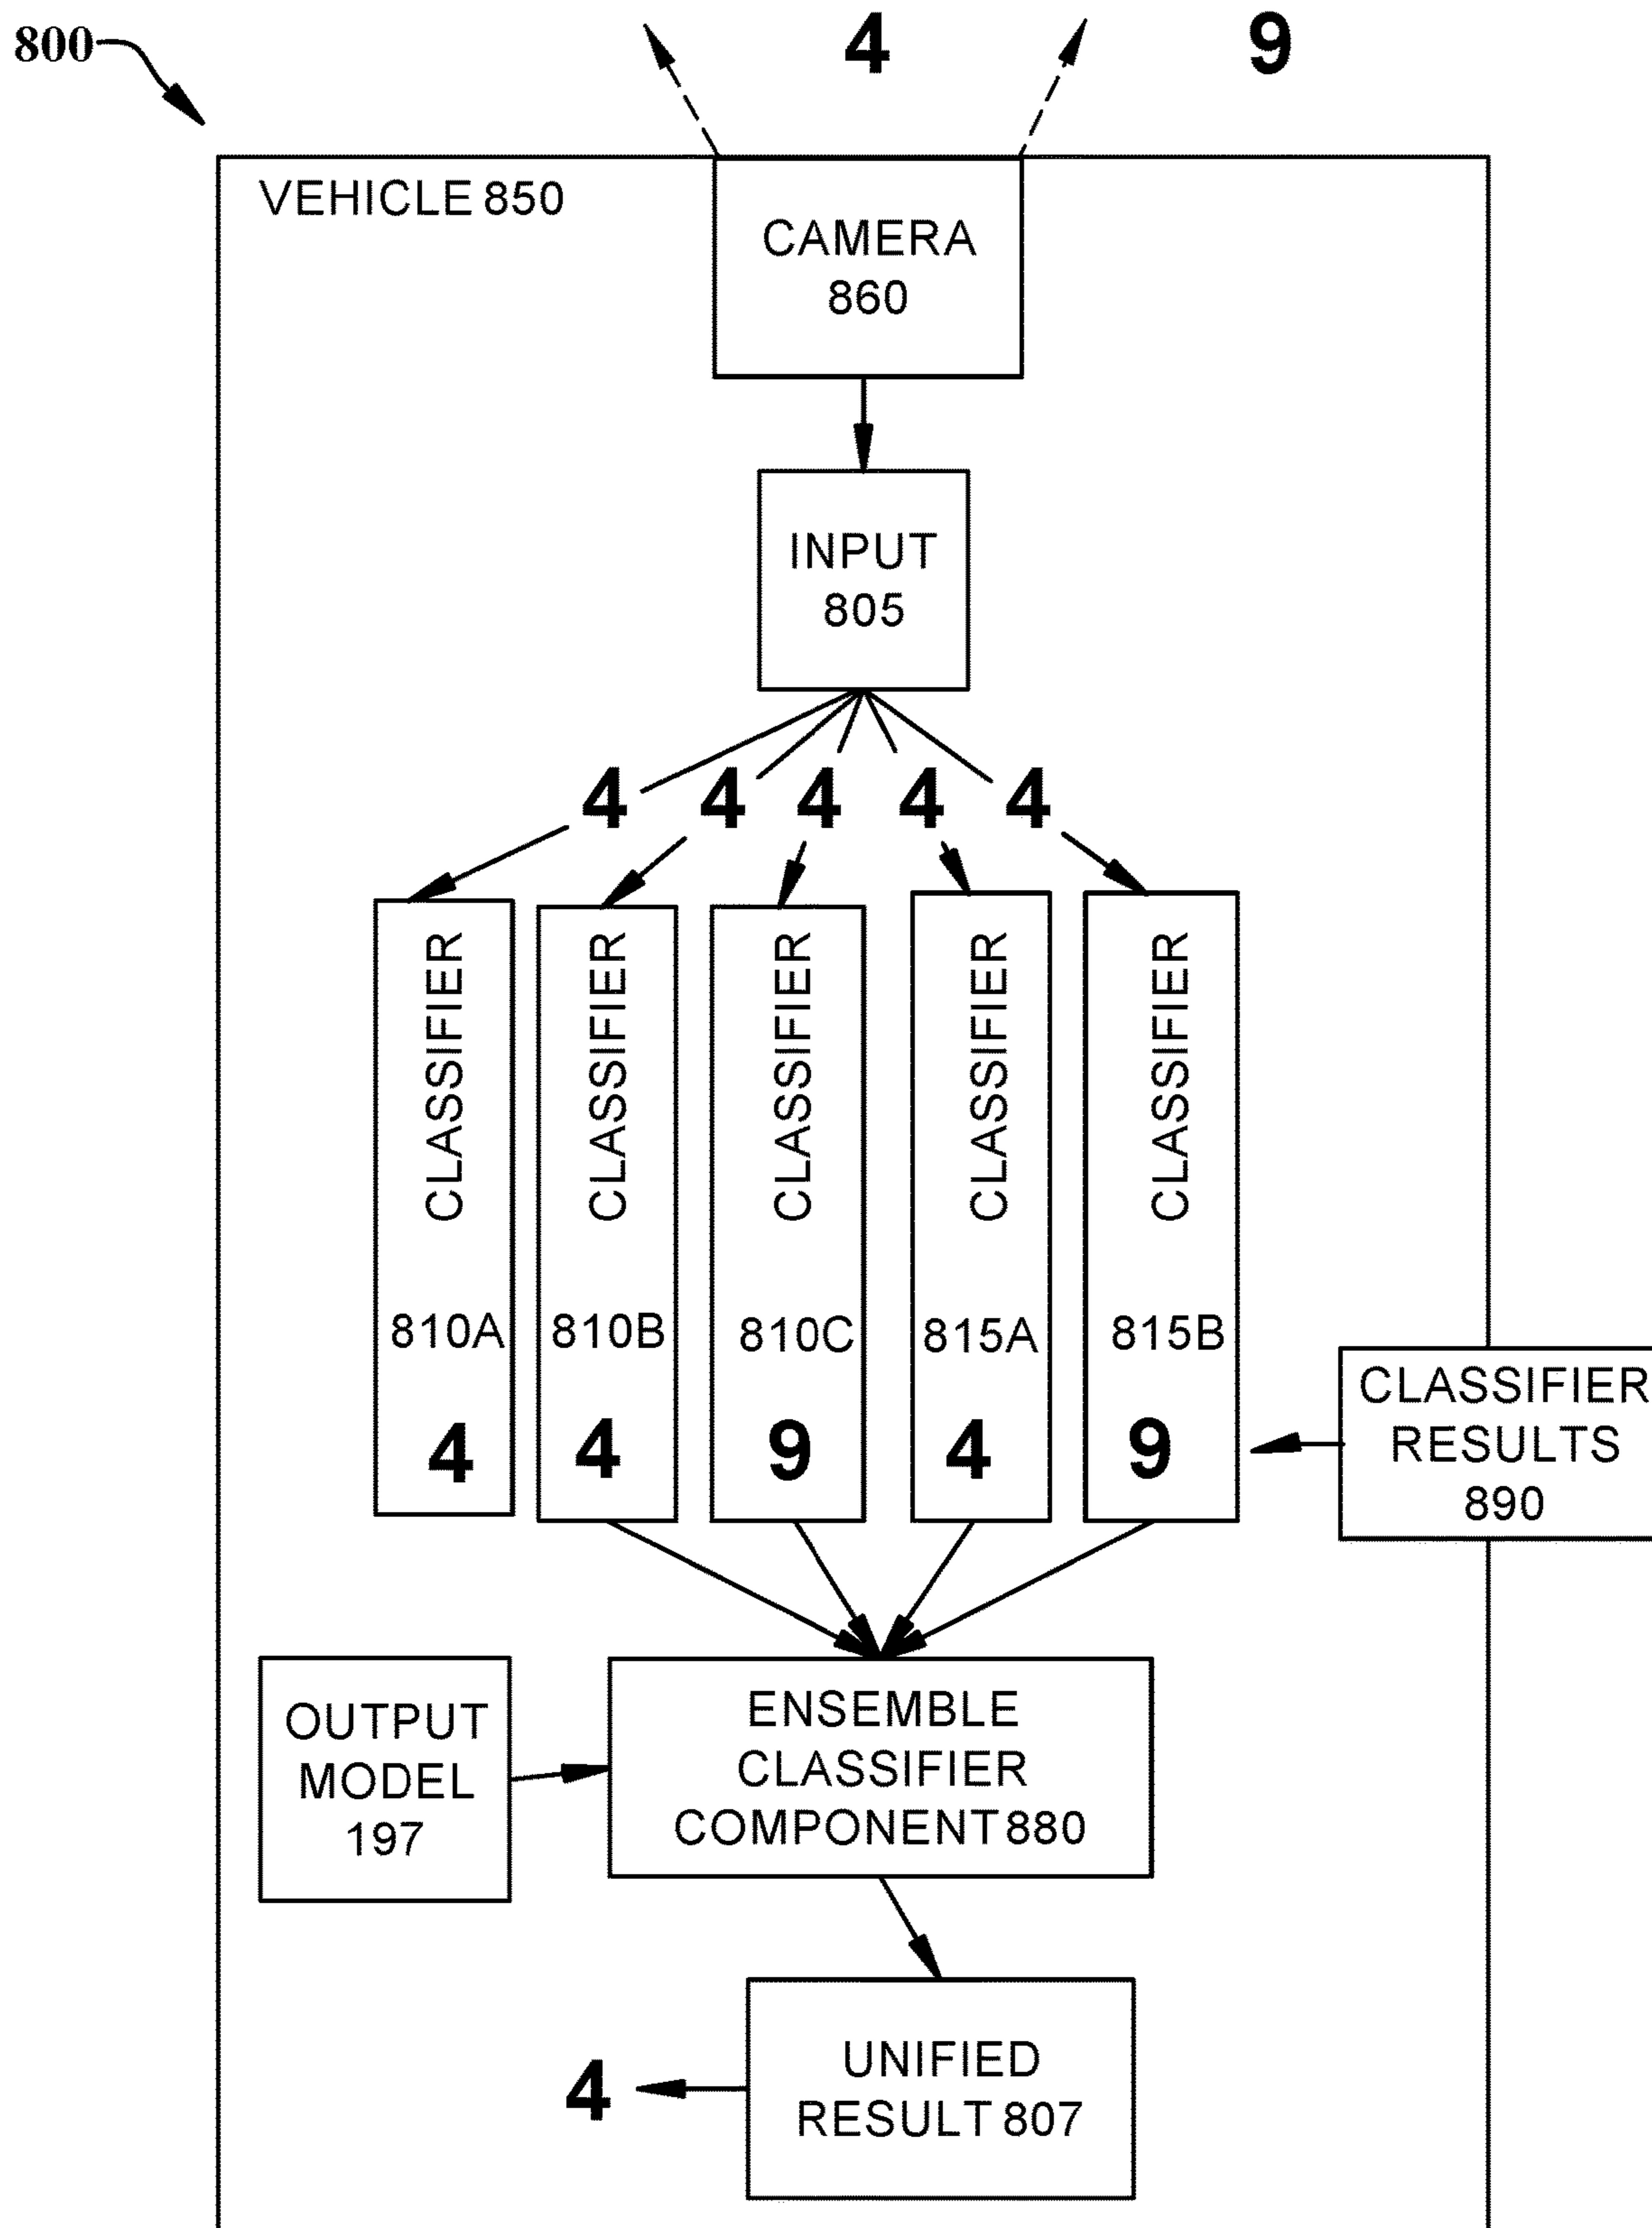 800
4 9
VEHICLE 850
CAMERA
860
INPUT
805
4 4 4 4 4
CLASSIFIER
810A
4
CLASSIFIER
810B
4
CLASSIFIER
810C
9
CLASSIFIER
815A
4
CLASSIFIER
815B
9
CLASSIFIER
RESULTS
890
OUTPUT
MODEL
197
ENSEMBLE
CLASSIFIER
COMPONENT 880
UNIFIED
RESULT 807
4